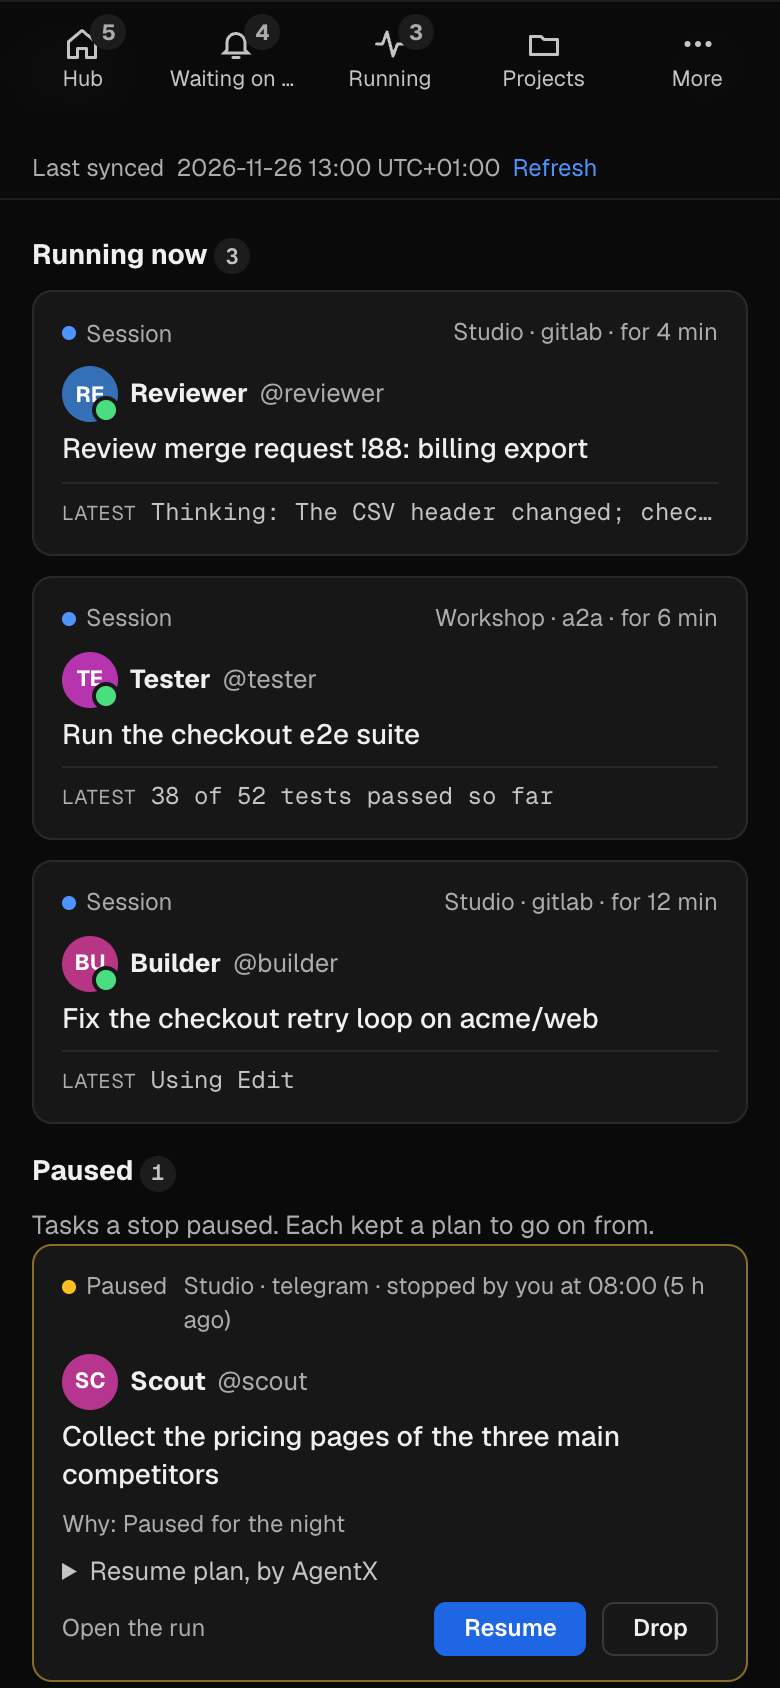 5
4
3
Hub
Waiting on ...
Running
Projects
More
Last synced 2026-11-26 13:00 UTC+01:00 Refresh
Running now 3
Session
Studio · gitlab · for 4 min
RE
Reviewer @reviewer
Review merge request !88: billing export
LATEST Thinking: The CSV header changed; chec…
Session
Workshop · a2a · for 6 min
TE
Tester @tester
Run the checkout e2e suite
LATEST 38 of 52 tests passed so far
Session
Studio · gitlab · for 12 min
BU
Builder @builder
Fix the checkout retry loop on acme/web
LATEST Using Edit
Paused 1
Tasks a stop paused. Each kept a plan to go on from.
Paused
Studio · telegram · stopped by you at 08:00 (5 h
ago)
SC
Scout @scout
Collect the pricing pages of the three main
competitors
Why: Paused for the night
Resume plan, by AgentX
Open the run
Resume
Drop